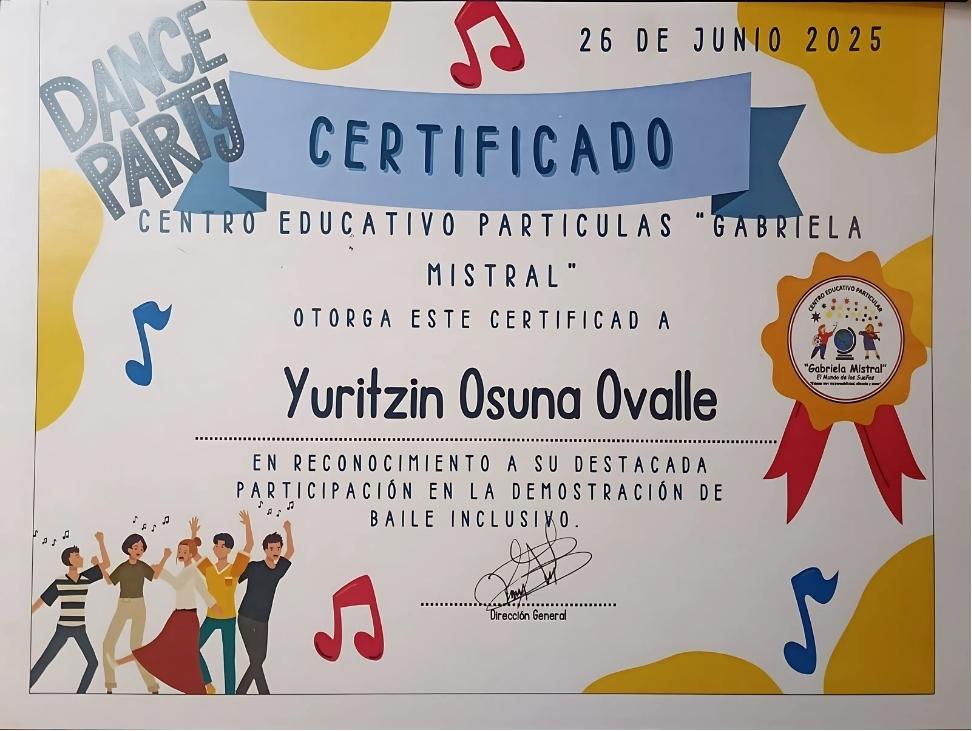 26 DE JUNIO 2025
DANCE
PARTY
CERTIFICADO
CENTRO EDUCATIVO PARTICULAS "GABRIELA
MISTRAL"
OTORGA ESTE CERTIFICAD A
CENTRO EDUCATIVO PARTICULAR
"Gabriela Mistral"
El Mundo de los Sueños
Yuritzin Osuna Ovalle
EN RECONOCIMIENTO A SU DESTACADA
PARTICIPACIÓN EN LA DEMOSTRACIÓN DE
BAILE INCLUSIVO.
Dirección General